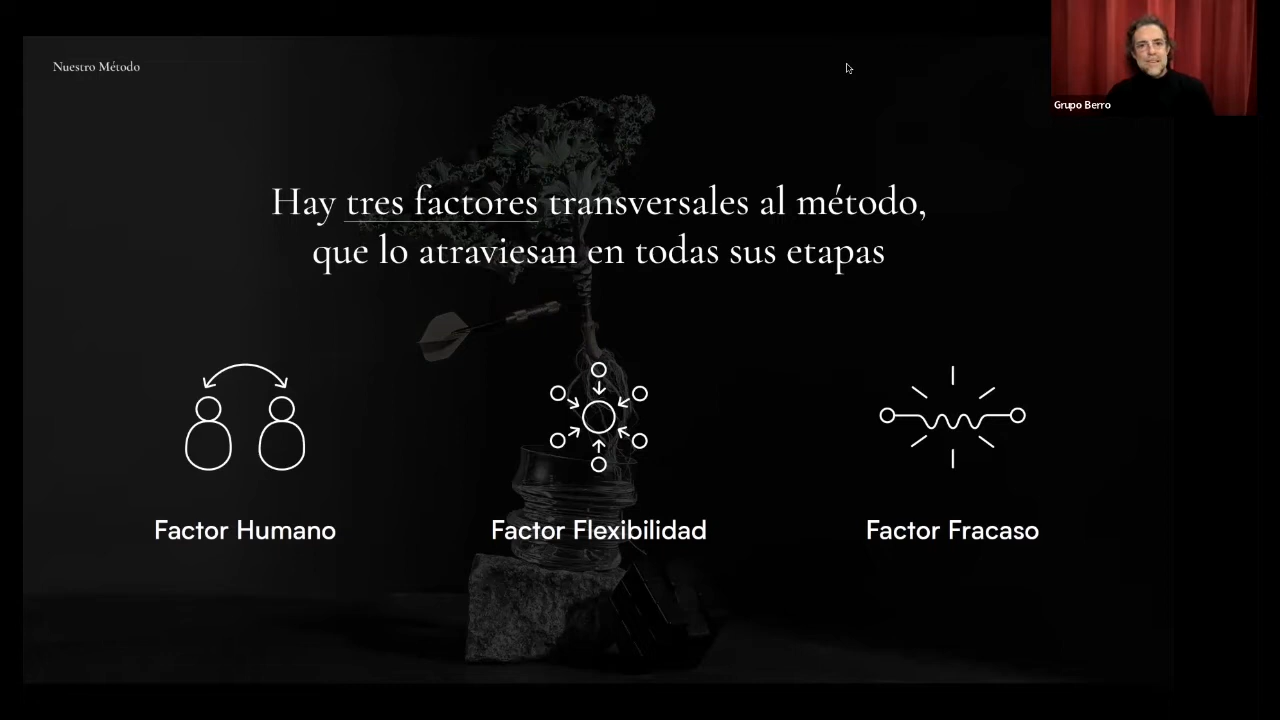 Nuestro Método
Grupo Berro
Hay tres factores transversales al método,
que lo atraviesan en todas sus etapas
Factor Humano
Factor Flexibilidad
Factor Fracaso